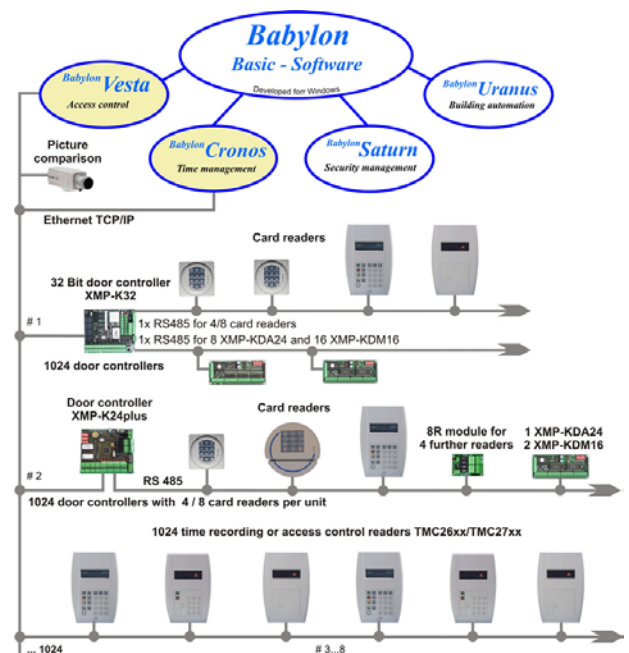 Babylon
Basic - Software
Developed forr Windows
Babylon Vesta
Access control
Babylon Uranus
Building automation
Babylon Cronos
Time management
Babylon Saturn
Security management
Picture
comparison
Ethernet TCP/IP
Card readers
32 Bit door controller
XMP-K32
# 1
1x RS485 for 4/8 card readers
1x RS485 for 8 XMP-KDA24 and 16 XMP-KDM16
1024 door controllers
Door controller
XMP-K24plus
Card readers
8R module for
4 further readers
1 XMP-KDA24
2 XMP-KDM16
# 2
RS 485
1024 door controllers with 4 / 8 card readers per unit
1024 time recording or access control readers TMC26xx/TMC27xx
... 1024
# 3...8